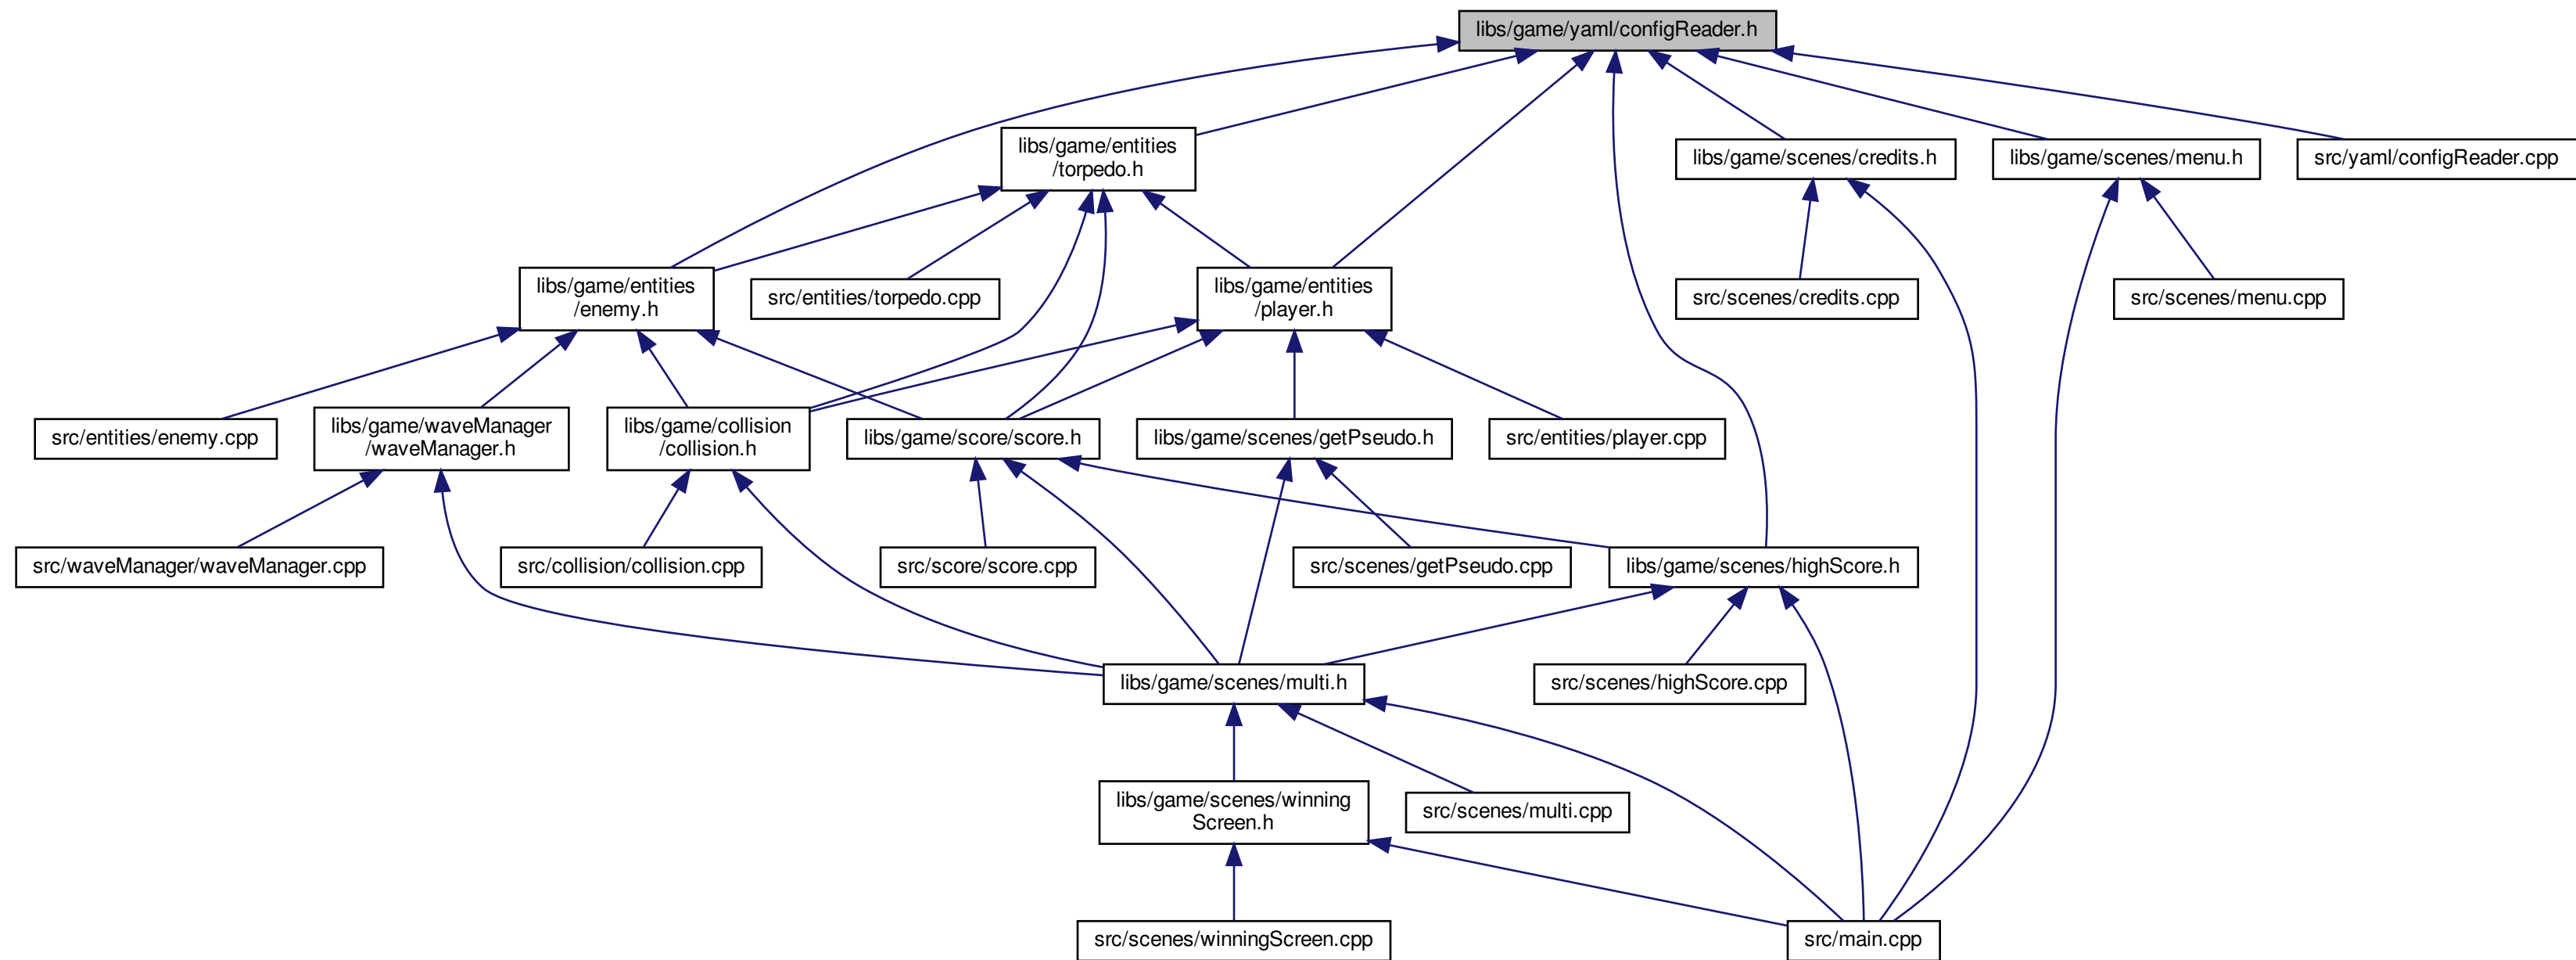 libs/game/yaml/configReader.h
libs/game/entities
/torpedo.h
libs/game/scenes/credits.h
libs/game/scenes/menu.h
src/yaml/configReader.cpp
libs/game/entities
/enemy.h
src/entities/torpedo.cpp
libs/game/entities
/player.h
src/scenes/credits.cpp
src/scenes/menu.cpp
src/entities/enemy.cpp
libs/game/waveManager
/waveManager.h
libs/game/collision
/collision.h
libs/game/score/score.h
libs/game/scenes/getPseudo.h
src/entities/player.cpp
src/waveManager/waveManager.cpp
src/collision/collision.cpp
src/score/score.cpp
src/scenes/getPseudo.cpp
libs/game/scenes/highScore.h
libs/game/scenes/multi.h
src/scenes/highScore.cpp
libs/game/scenes/winning
Screen.h
src/scenes/multi.cpp
src/scenes/winningScreen.cpp
src/main.cpp